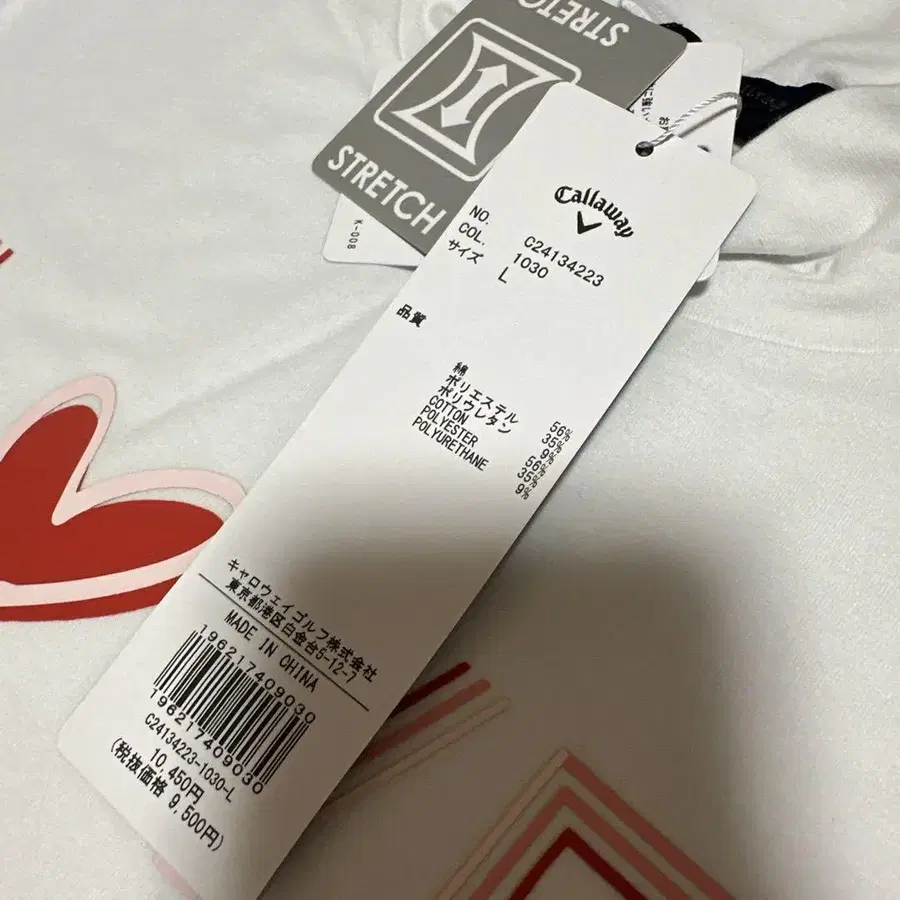 STRETCH
STRETCH
K-008
Callaway
NO. C24134223
COL. 1030
サイズ L
品質
綿 56%
ポリエステル 35%
ポリウレタン 9%
COTTON 56%
POLYESTER 35%
POLYURETHANE 9%
キャロウェイゴルフ株式会社
東京都港区白金台5-12-7
MADE IN CHINA
196217409030
196217409030
C24134223-1030-L
10,450円
(税抜価格 9,500円)